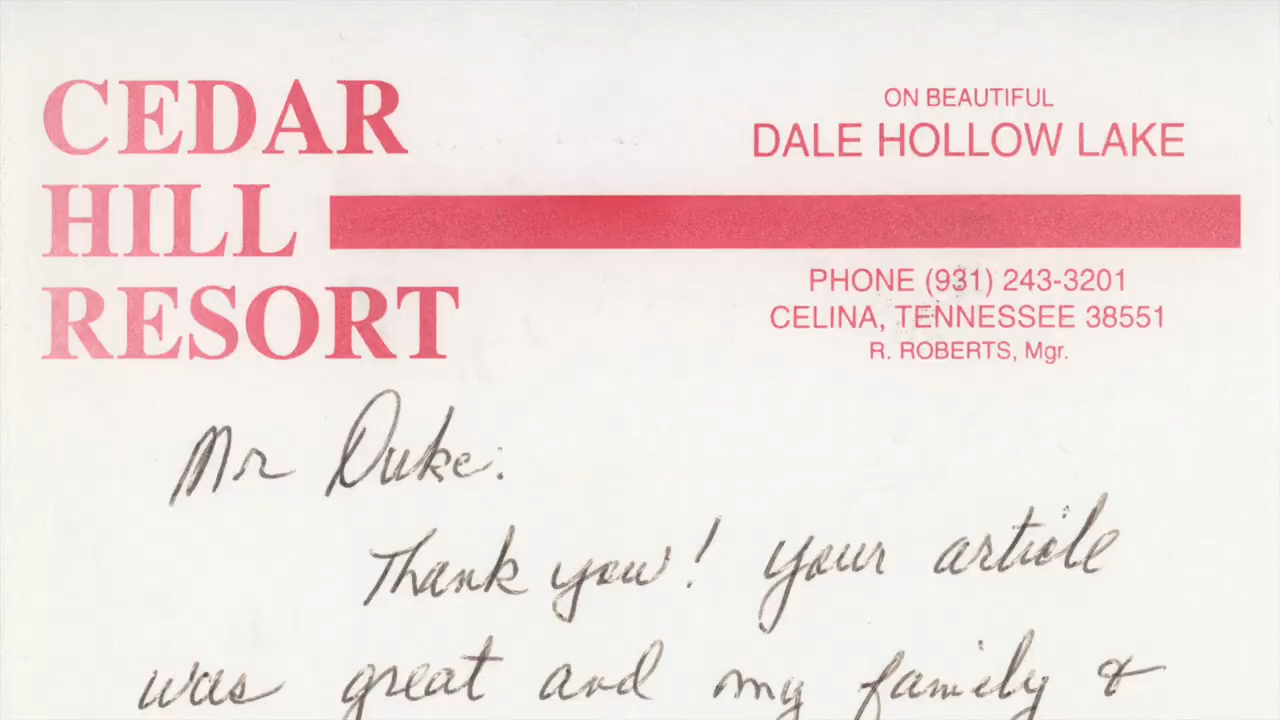 CEDAR
HILL
RESORT
ON BEAUTIFUL
DALE HOLLOW LAKE
PHONE (931) 243-3201
CELINA, TENNESSEE 38551
R. ROBERTS, Mgr.
Mr Duke:
Thank you! Your article
was great and my family &